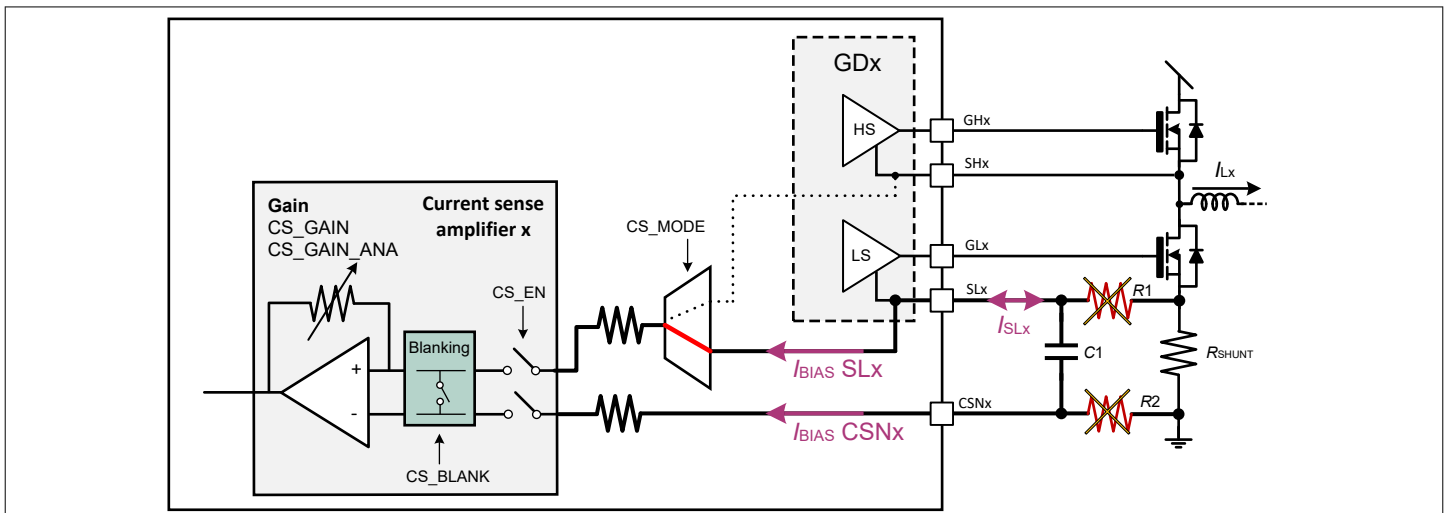 GDx
HS
GHx
SHx
ILx
LS
GLx
SLx
ISLx
R1
C1
RSHUNT
R2
CSNx
CS_MODE
IBIAS SLx
IBIAS CSNx
Gain
CS_GAIN
CS_GAIN_ANA
Current sense
amplifier x
CS_EN
Blanking
+
-
CS_BLANK